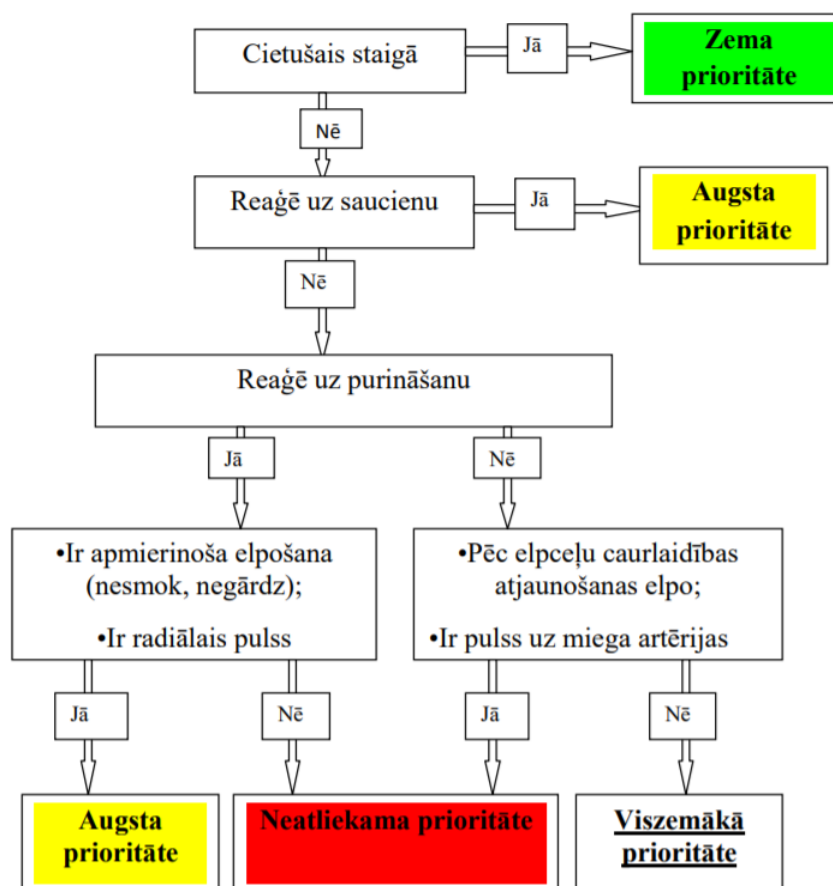 Cietušais staigā
Jā
Zema
prioritāte
Nē
Reaģē uz saucienu
Jā
Augsta
prioritāte
Nē
Reaģē uz purināšanu
Jā
Nē
•Ir apmierinoša elpošana
(nesmok, negārdz);
•Ir radiālais pulss
•Pēc elpceļu caurlaidības
atjaunošanas elpo;
•Ir pulss uz miega artērijas
Jā
Nē
Jā
Nē
Augsta
prioritāte
Neatliekama prioritāte
Viszemākā
prioritāte